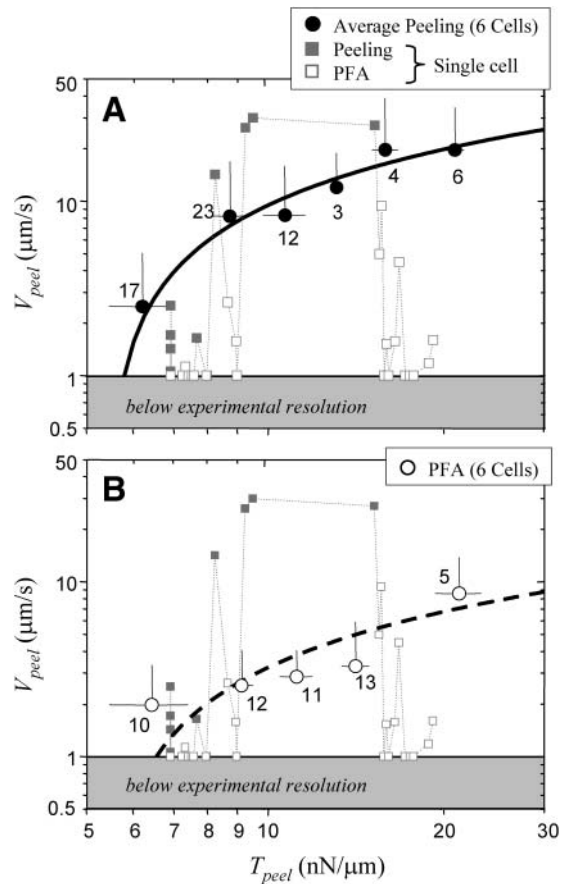 Average Peeling (6 Cells)
Peeling
PFA
Single cell
A
50
10
1
0.5
V_peel (μm/s)
17
23
12
3
4
6
below experimental resolution
B
PFA (6 Cells)
50
10
1
0.5
V_peel (μm/s)
10
12
11
13
5
below experimental resolution
5 6 7 8 9 10 20 30
T_peel (nN/μm)